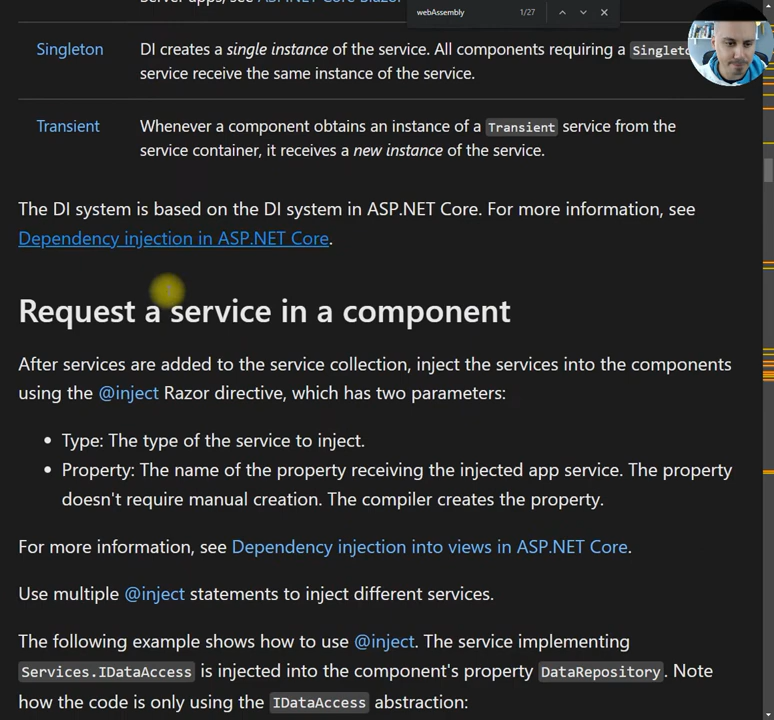 Server apps, see ASP.NET Core Blazor
webAssembly 1/27
Singleton DI creates a single instance of the service. All components requiring a
service receive the same instance of the service.
Transient Whenever a component obtains an instance of a Transient service from the
service container, it receives a new instance of the service.
The DI system is based on the DI system in ASP.NET Core. For more information, see
Dependency injection in ASP.NET Core.
Request a service in a component
After services are added to the service collection, inject the services into the components
using the @inject Razor directive, which has two parameters:
• Type: The type of the service to inject.
• Property: The name of the property receiving the injected app service. The property
doesn't require manual creation. The compiler creates the property.
For more information, see Dependency injection into views in ASP.NET Core.
Use multiple @inject statements to inject different services.
The following example shows how to use @inject. The service implementing
Services.IDataAccess is injected into the component's property DataRepository. Note
how the code is only using the IDataAccess abstraction: